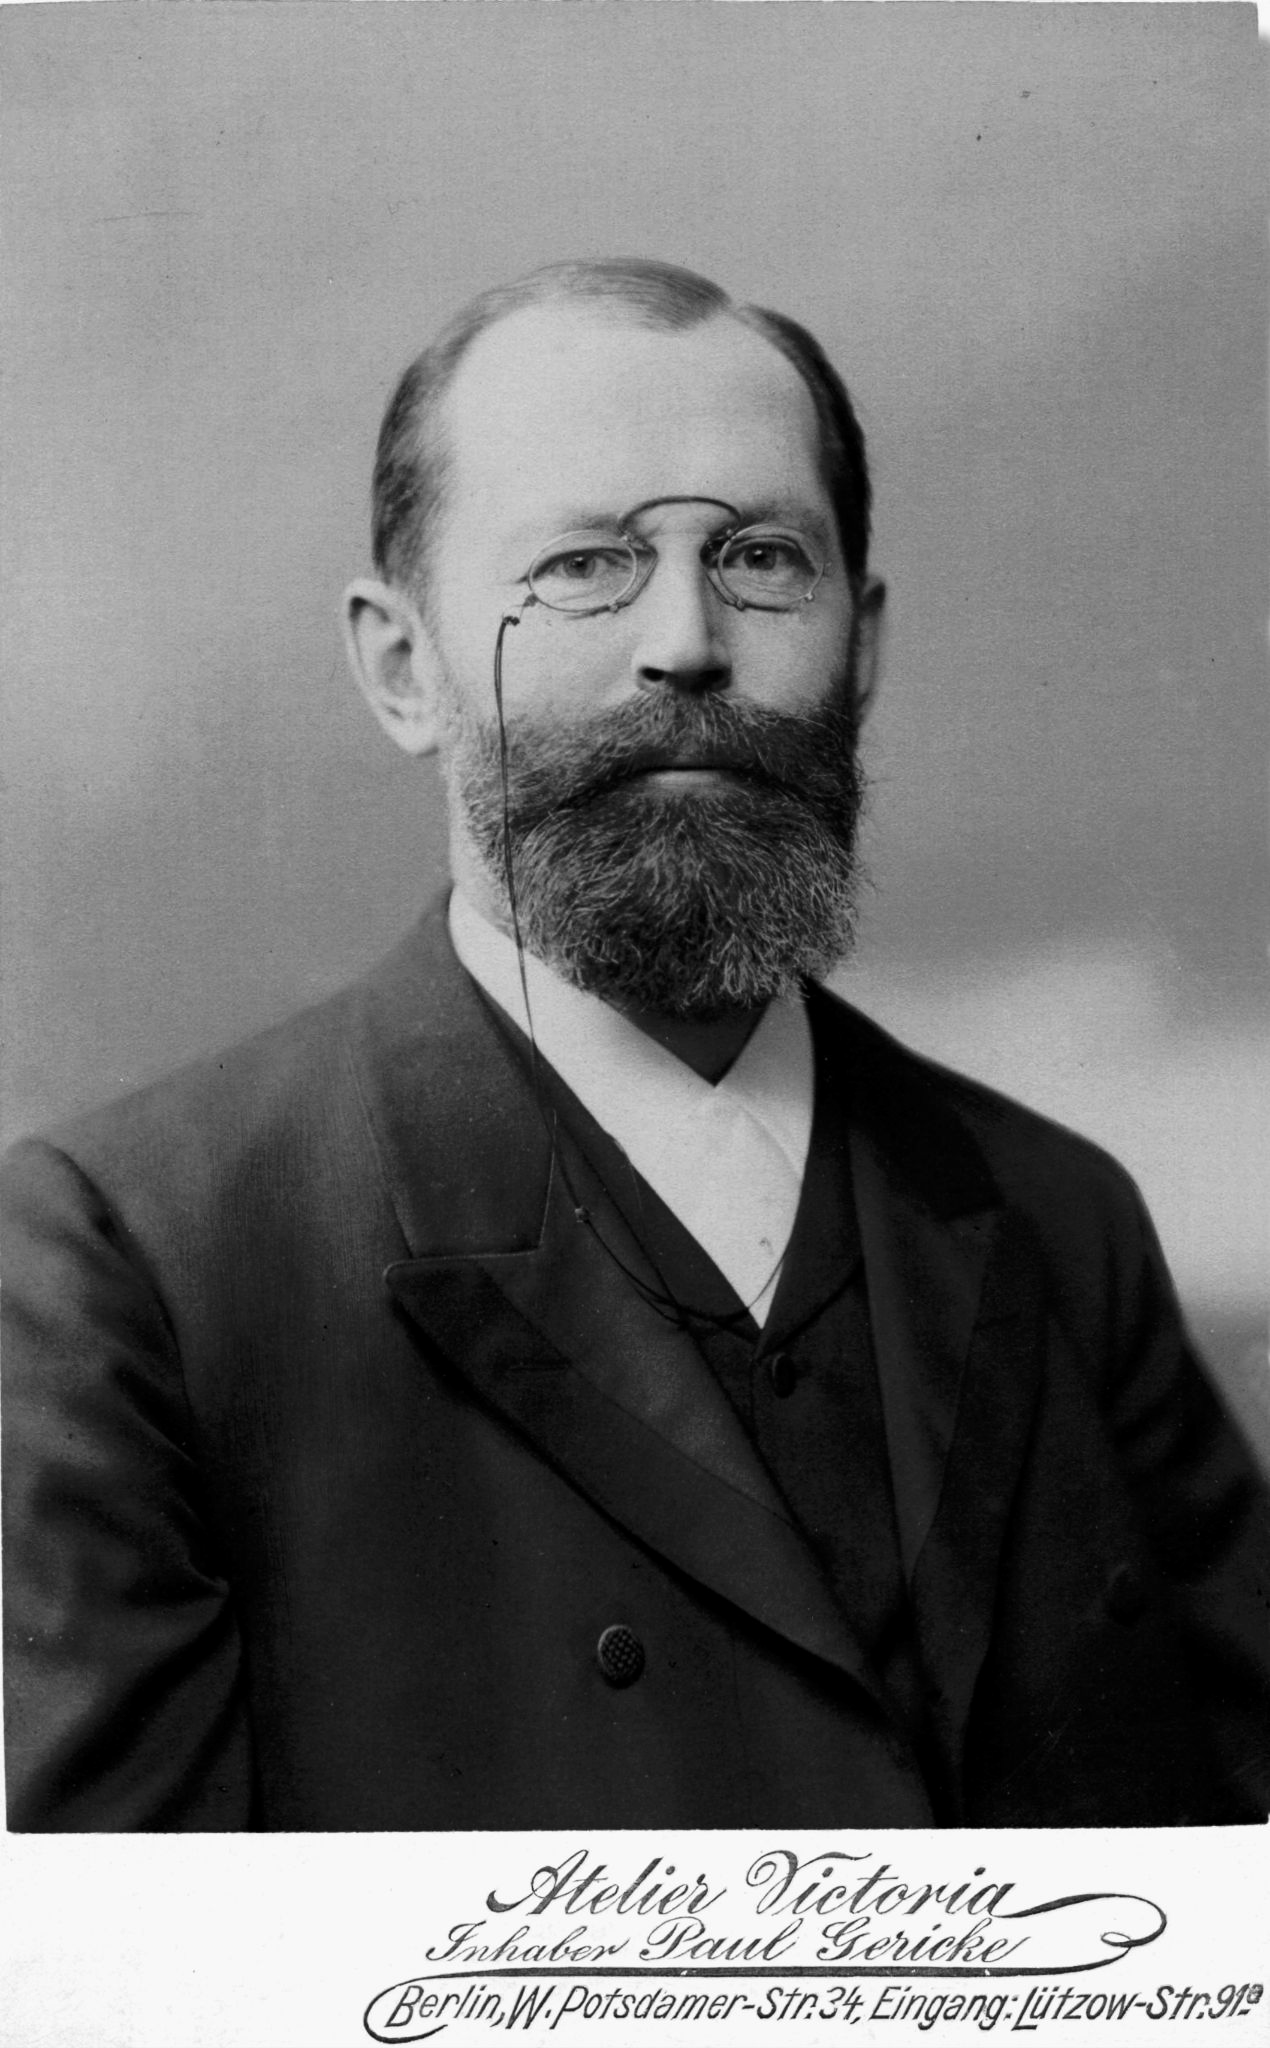 Atelier Victoria
Inhaber Paul Gericke
Berlin, W. Potsdamer-Str. 34, Eingang: Lützow-Str. 91a